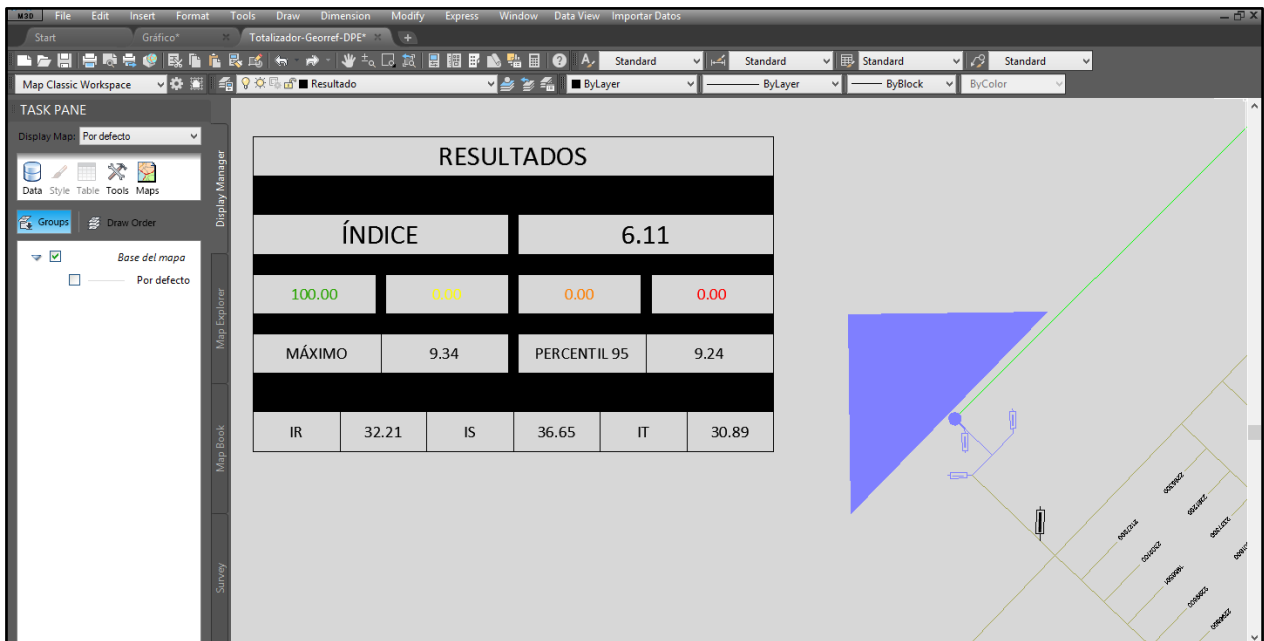 M3D File Edit Insert Format Tools Draw Dimension Modify Express Window Data View Importar Datos
Start Gráfico* Totalizador-Georref-DPE*
Standard Standard Standard Standard
Map Classic Workspace Resultado ByLayer ByLayer ByBlock ByColor
TASK PANE
Display Map: Por defecto
Data Style Table Tools Maps
Groups Draw Order
Base del mapa
Por defecto
Display Manager
Map Explorer
Map Book
Survey
RESULTADOS
ÍNDICE 6.11
100.00 0.00 0.00 0.00
MÁXIMO 9.34 PERCENTIL 95 9.24
IR 32.21 IS 36.65 IT 30.89